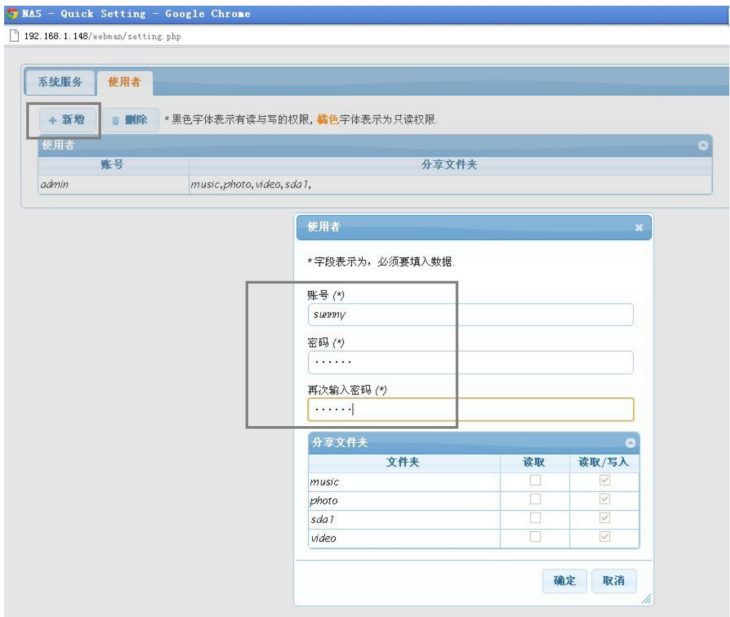 NAS - Quick Setting - Google Chrome
192.168.1.148/webman/setting.php
系统服务 使用者
+ 新增 删除 *黑色字体表示有读与写的权限, 橘色字体表示为只读权限.
使用者
账号 分享文件夹
admin music,photo,video,sda1,
使用者 ×
*字段表示为，必须要填入数据.
账号 (*)
sunnny
密码 (*)
······
再次输入密码 (*)
······
分享文件夹
文件夹 读取 读取/写入
music
photo
sda1
video
确定 取消